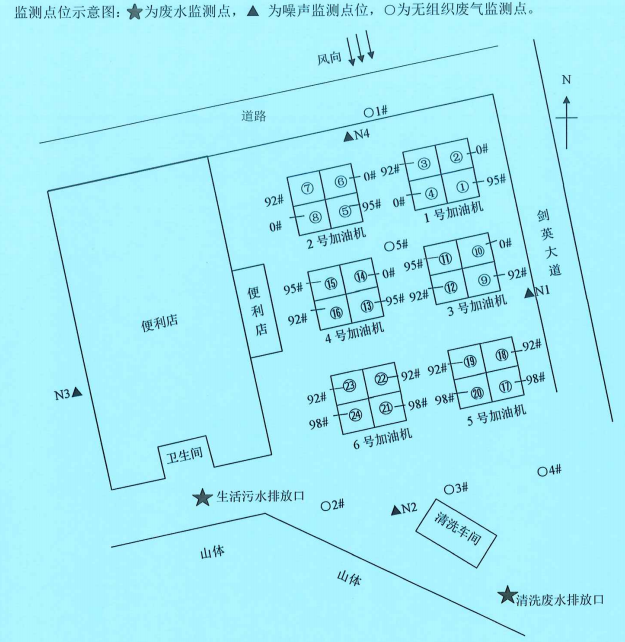 监测点位示意图：★为废水监测点，▲ 为噪声监测点位，○为无组织废气监测点。
风向
N
道路
○1#
▲N4
92# ⑦ ⑥ 0#
0# ⑧ ⑤ 95#
2 号加油机
92# ③ ② 0#
0# ④ ① 95#
1 号加油机
剑英大道
○5#
便利店
便利店
95# ⑮ ⑭ 0#
92# ⑯ ⑬ 95#
4 号加油机
95# ⑪ ⑩ 0#
92# ⑫ ⑨ 92#
3 号加油机
▲N1
N3▲
92# ㉓ ㉒ 92#
98# ㉔ ㉑ 98#
6 号加油机
92# ⑲ ⑱ 92#
98# ⑳ ⑰ 98#
5 号加油机
卫生间
★ 生活污水排放口
○2#
▲N2
○3#
○4#
清洗车间
山体
山体
★清洗废水排放口